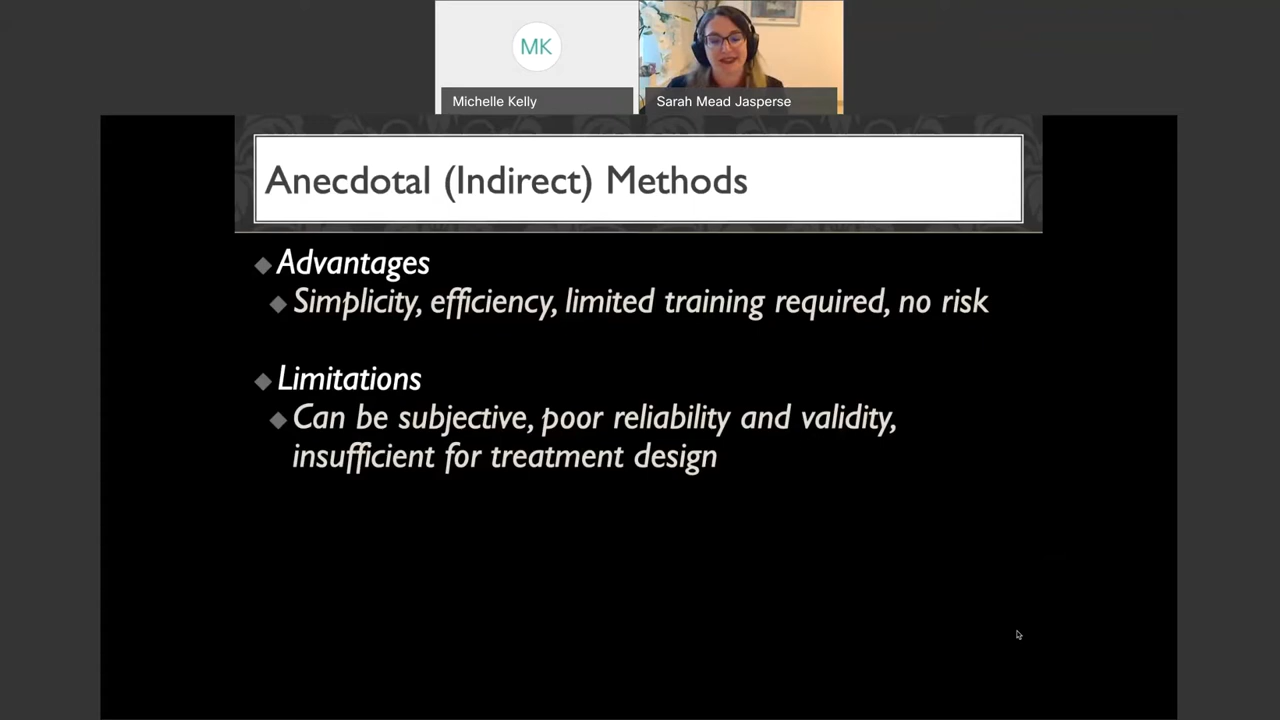 MK
Michelle Kelly
Sarah Mead Jasperse
Anecdotal (Indirect) Methods
Advantages
Simplicity, efficiency, limited training required, no risk
Limitations
Can be subjective, poor reliability and validity,
insufficient for treatment design